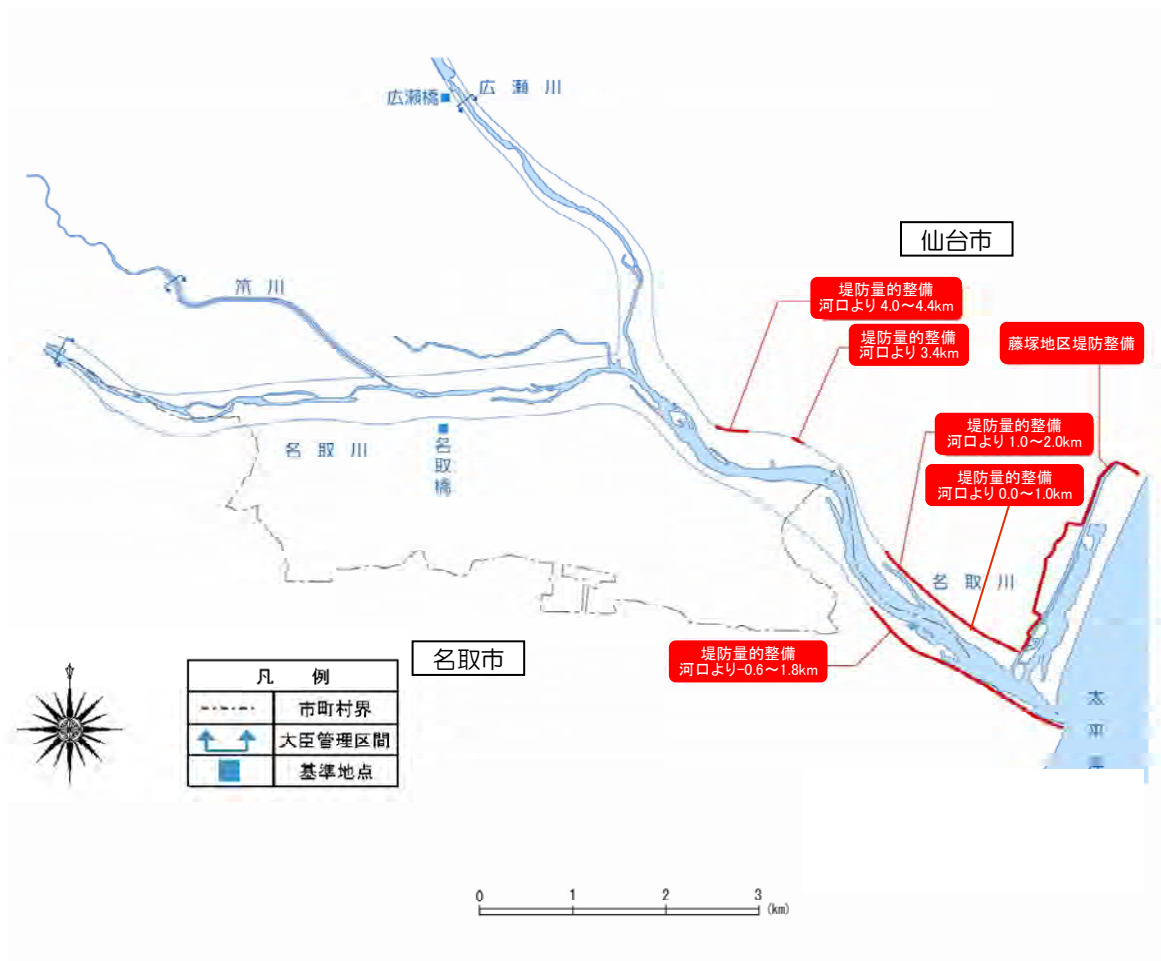 広瀬川
広瀬橋
仙台市
笊川
堤防量的整備
河口より 4.0～4.4km
堤防量的整備
河口より 3.4km
藤塚地区堤防整備
堤防量的整備
河口より 1.0～2.0km
名取川
名取橋
堤防量的整備
河口より 0.0～1.0km
名取川
堤防量的整備
河口より-0.6～1.8km
名取市
凡 例
市町村界
大臣管理区間
基準地点
太平
0 1 2 3 (km)